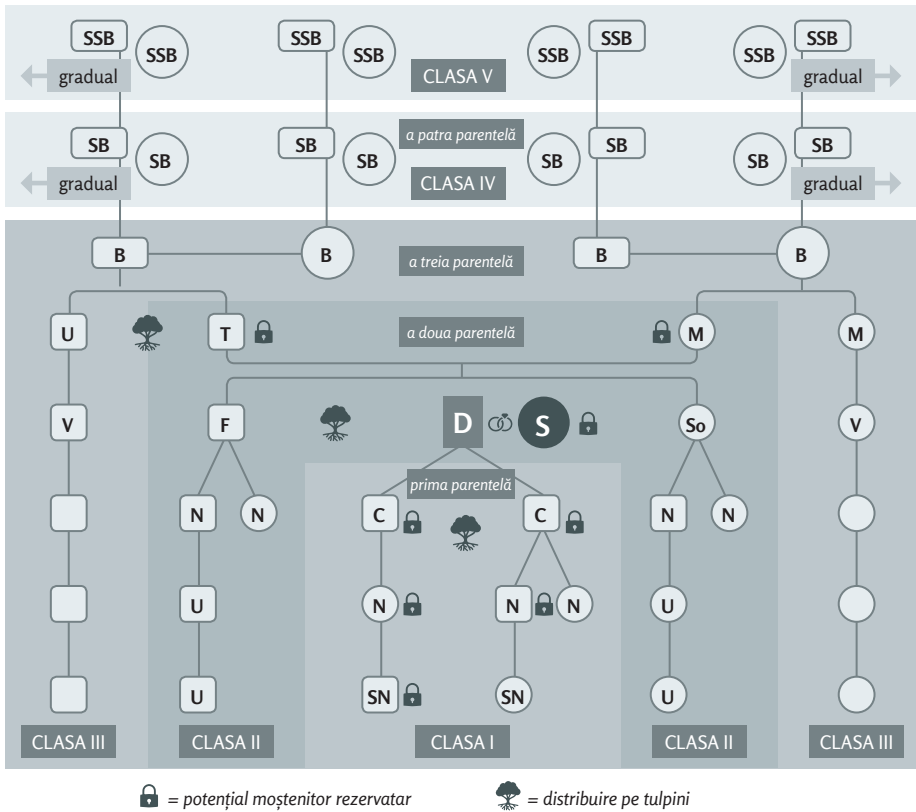 SSB SSB SSB SSB SSB SSB SSB SSB
gradual CLASA V gradual
a patra parentelă
SB SB SB SB SB SB SB SB
gradual CLASA IV gradual
B B a treia parentelă B B
U T a doua parentelă M M
V F D S So V
prima parentelă
N N C C N N
U N N N U
U SN SN U
CLASA III CLASA II CLASA I CLASA II CLASA III
= potențial moștenitor rezervatar = distribuire pe tulpini